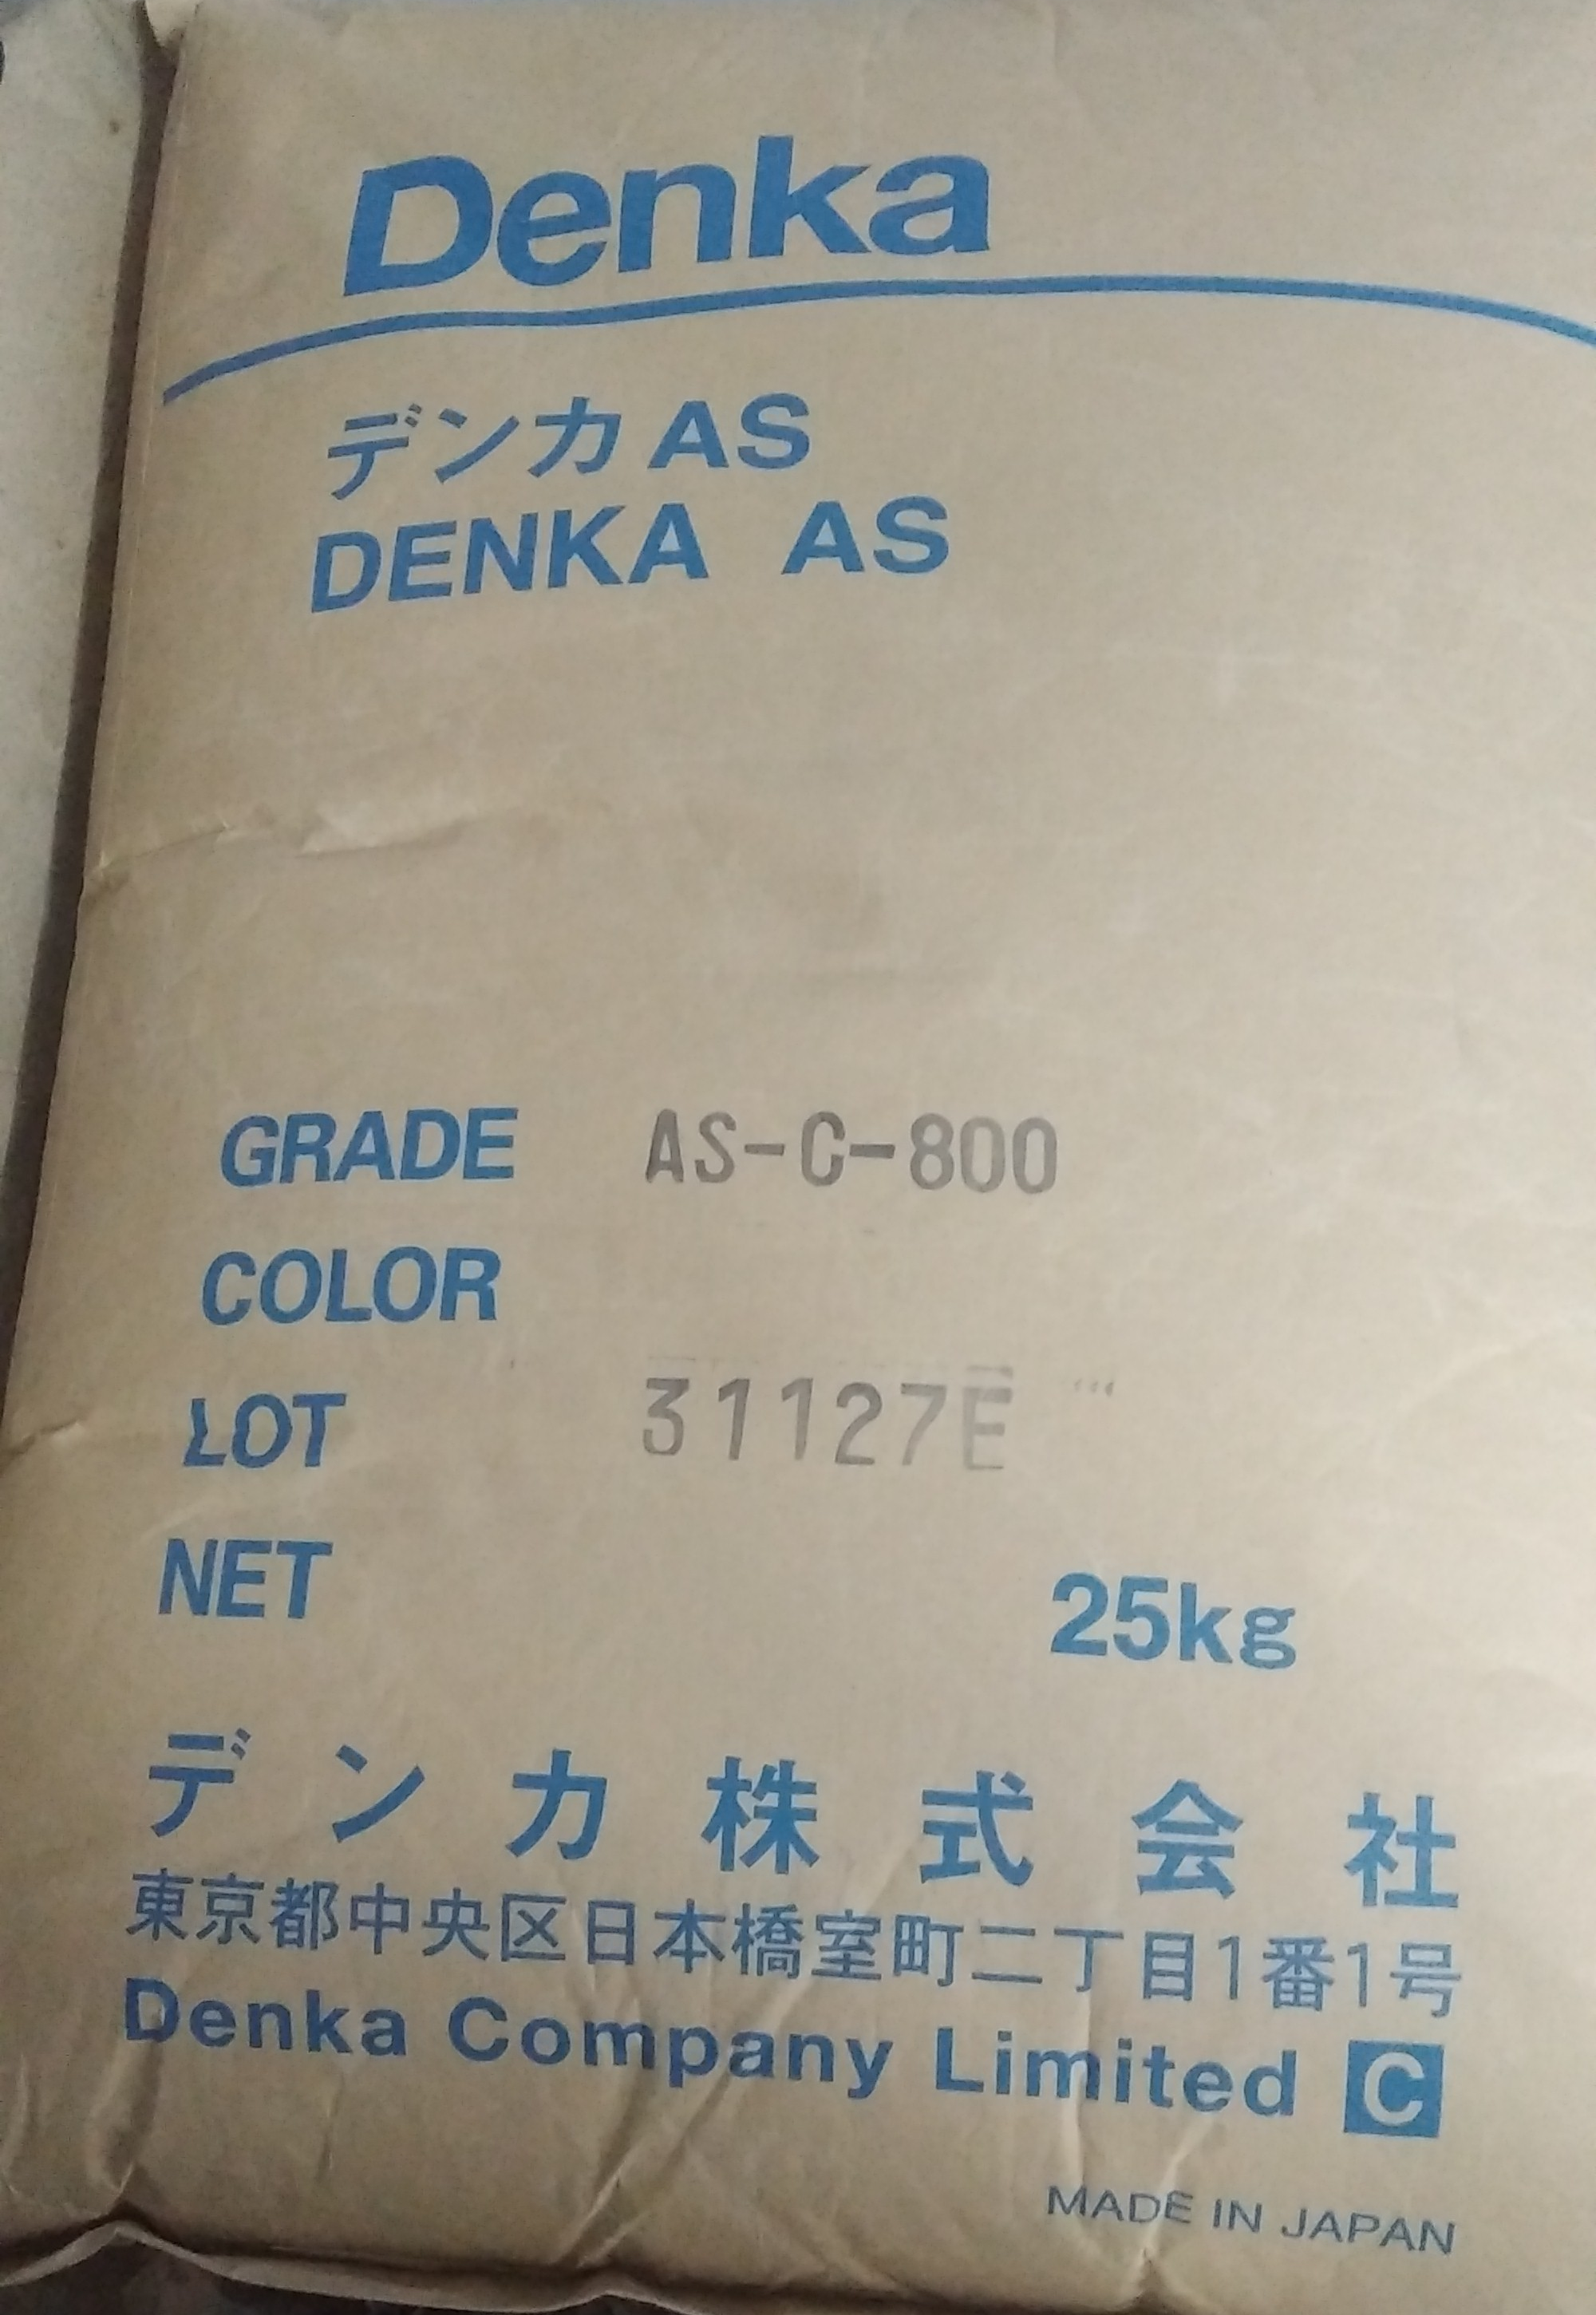 Denka
デンカAS
DENKA AS
GRADE AS-C-800
COLOR
LOT 31127E
NET 25kg
デンカ株式会社
東京都中央区日本橋室町二丁目1番1号
Denka Company Limited C
MADE IN JAPAN